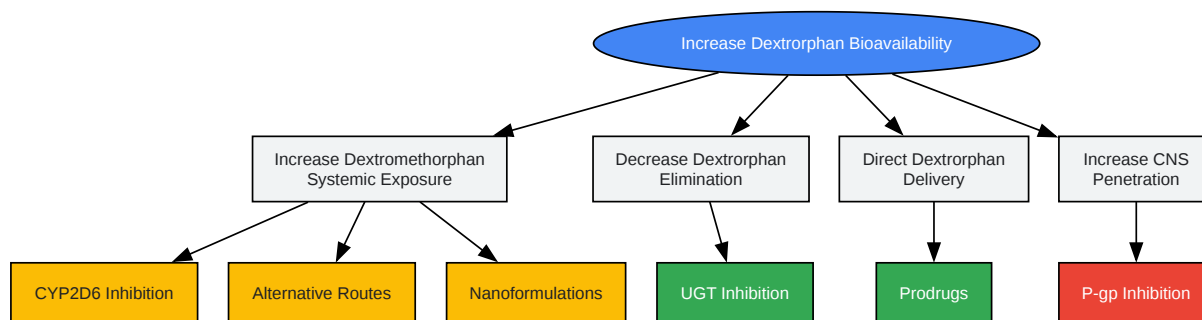 Increase Dextrorphan Bioavailability
Increase Dextromethorphan
Systemic Exposure
Decrease Dextrorphan
Elimination
Direct Dextrorphan
Delivery
Increase CNS
Penetration
CYP2D6 Inhibition
Alternative Routes
Nanoformulations
UGT Inhibition
Prodrugs
P-gp Inhibition